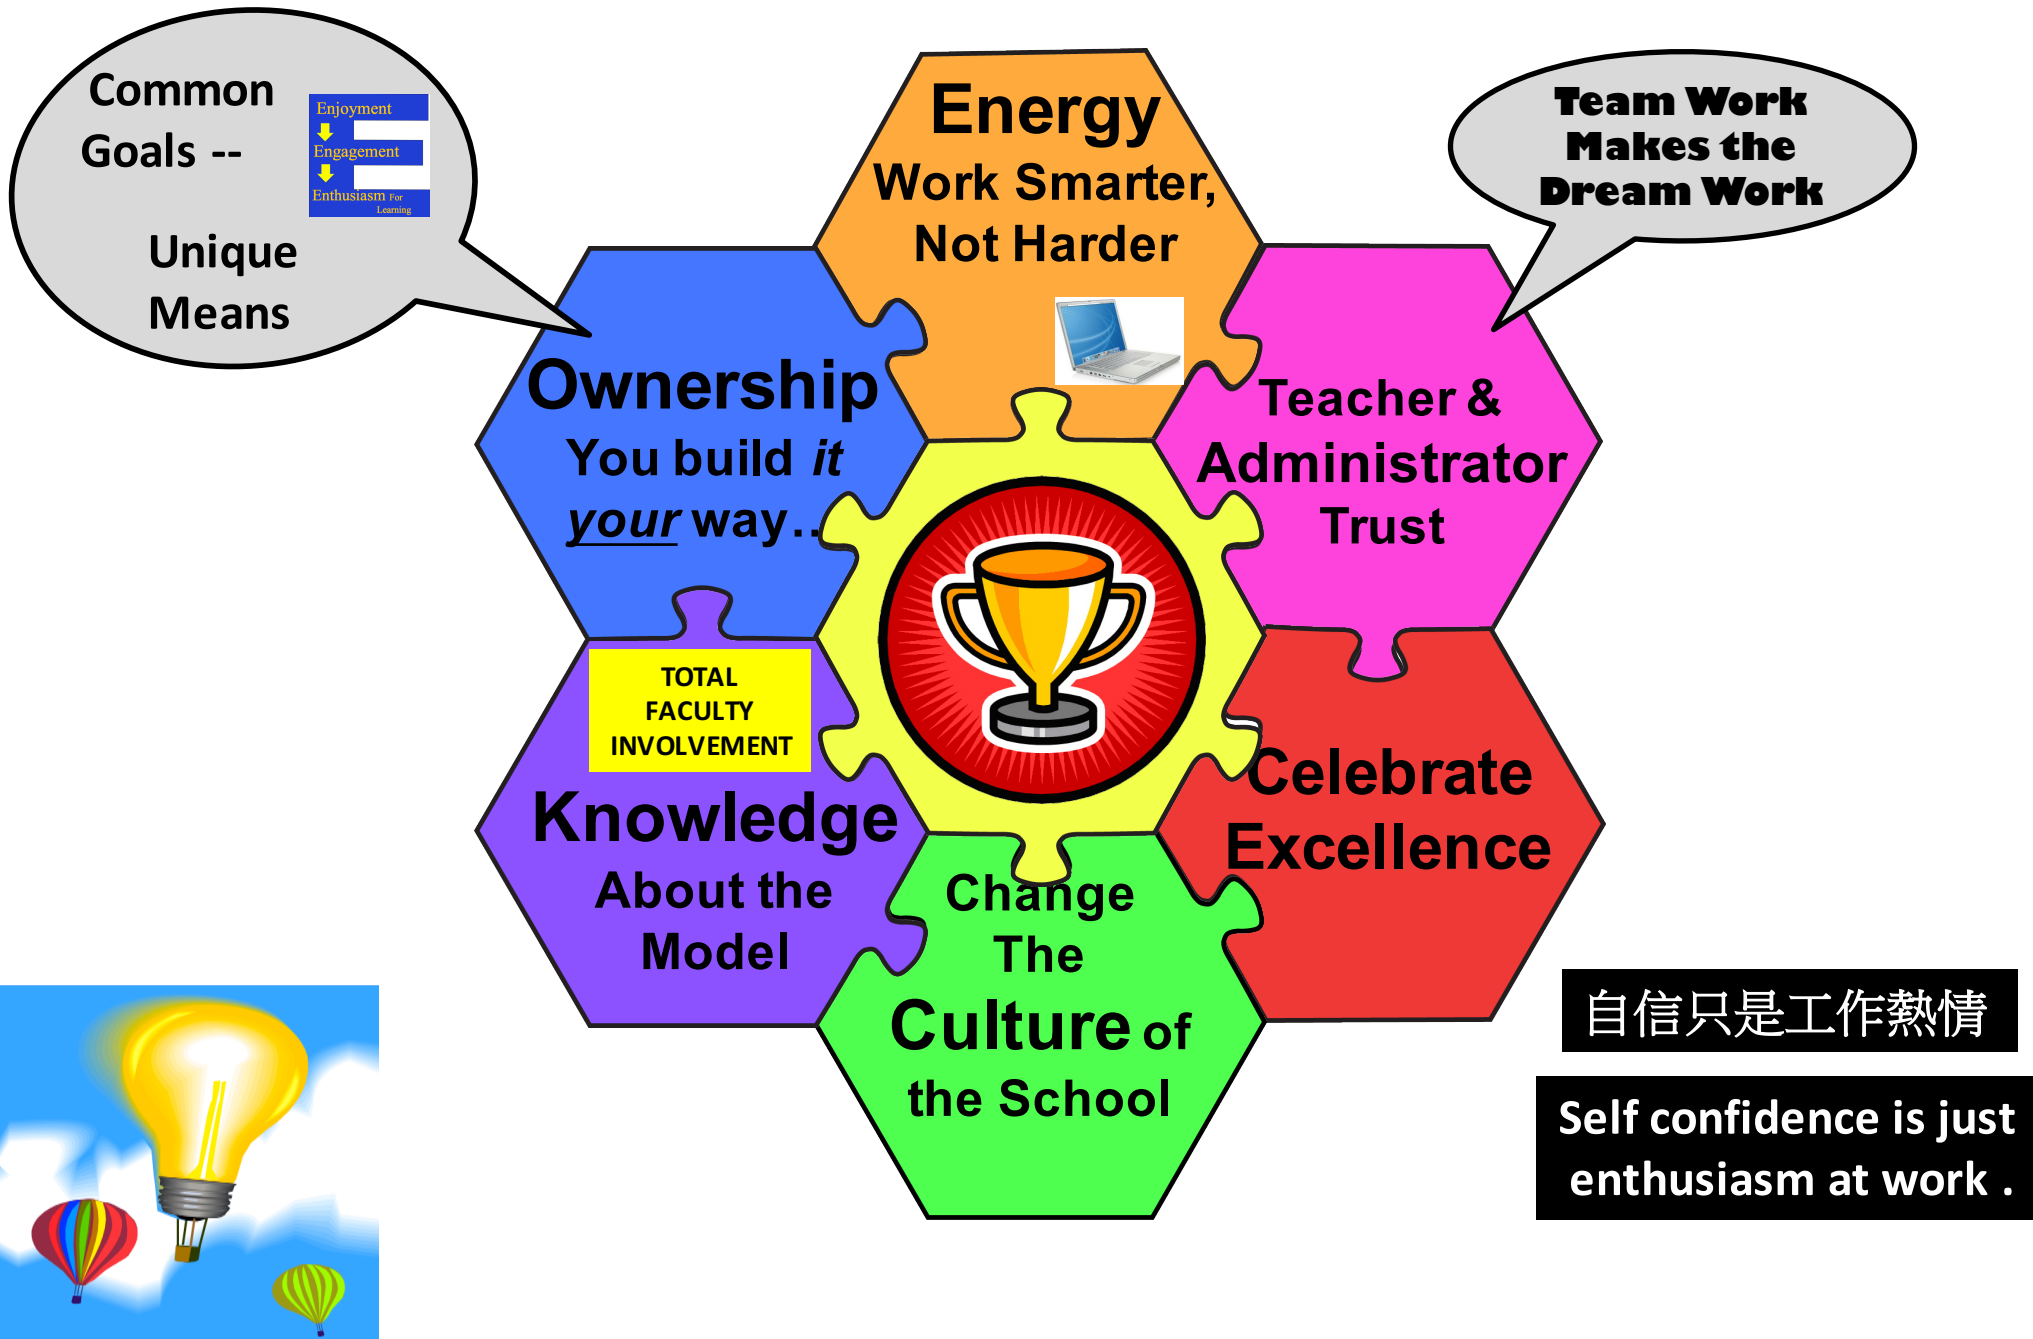 Common
Goals --
Enjoyment
Engagement
Enthusiasm For
Learning
Unique
Means
Energy
Work Smarter,
Not Harder
Team Work
Makes the
Dream Work
Ownership
You build it
your way..
Teacher &
Administrator
Trust
TOTAL
FACULTY
INVOLVEMENT
Knowledge
About the
Model
Celebrate
Excellence
Change
The
Culture of
the School
自信只是工作熱情
Self confidence is just
enthusiasm at work .